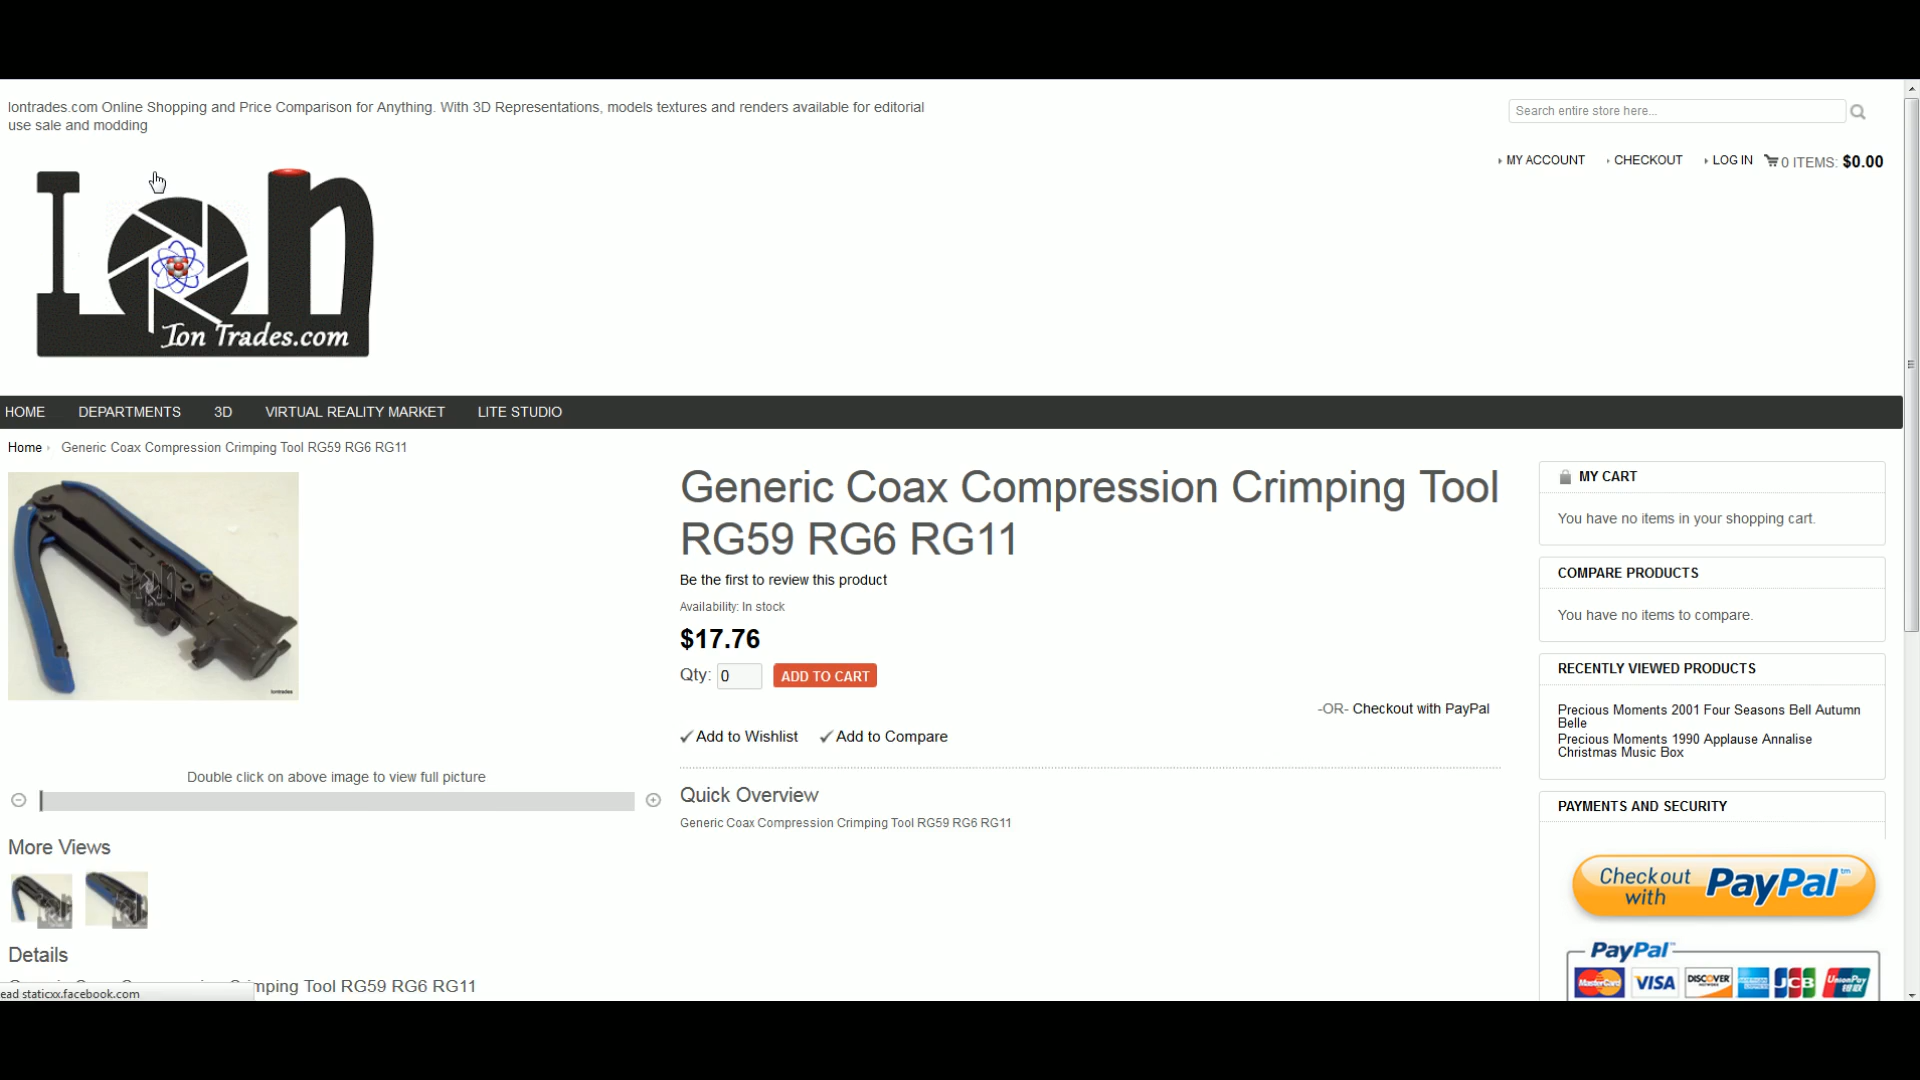 Iontrades.com Online Shopping and Price Comparison for Anything. With 3D Representations, models textures and renders available for editorial
use sale and modding
Search entire store here...
MY ACCOUNT
CHECKOUT
LOG IN
0 ITEMS: $0.00
Ion
Ion Trades.com
HOME
DEPARTMENTS
3D
VIRTUAL REALITY MARKET
LITE STUDIO
Home
Generic Coax Compression Crimping Tool RG59 RG6 RG11
Generic Coax Compression Crimping Tool
RG59 RG6 RG11
Be the first to review this product
Availability: In stock
$17.76
Qty: 0 ADD TO CART
-OR- Checkout with PayPal
Add to Wishlist
Add to Compare
Quick Overview
Generic Coax Compression Crimping Tool RG59 RG6 RG11
Iontrades
Double click on above image to view full picture
More Views
Details
mping Tool RG59 RG6 RG11
ead staticxx.facebook.com
MY CART
You have no items in your shopping cart.
COMPARE PRODUCTS
You have no items to compare.
RECENTLY VIEWED PRODUCTS
Precious Moments 2001 Four Seasons Bell Autumn
Belle
Precious Moments 1990 Applause Annalise
Christmas Music Box
PAYMENTS AND SECURITY
Checkout
with PayPal™
PayPal™
MasterCard VISA DISCOVER JCB UnionPay